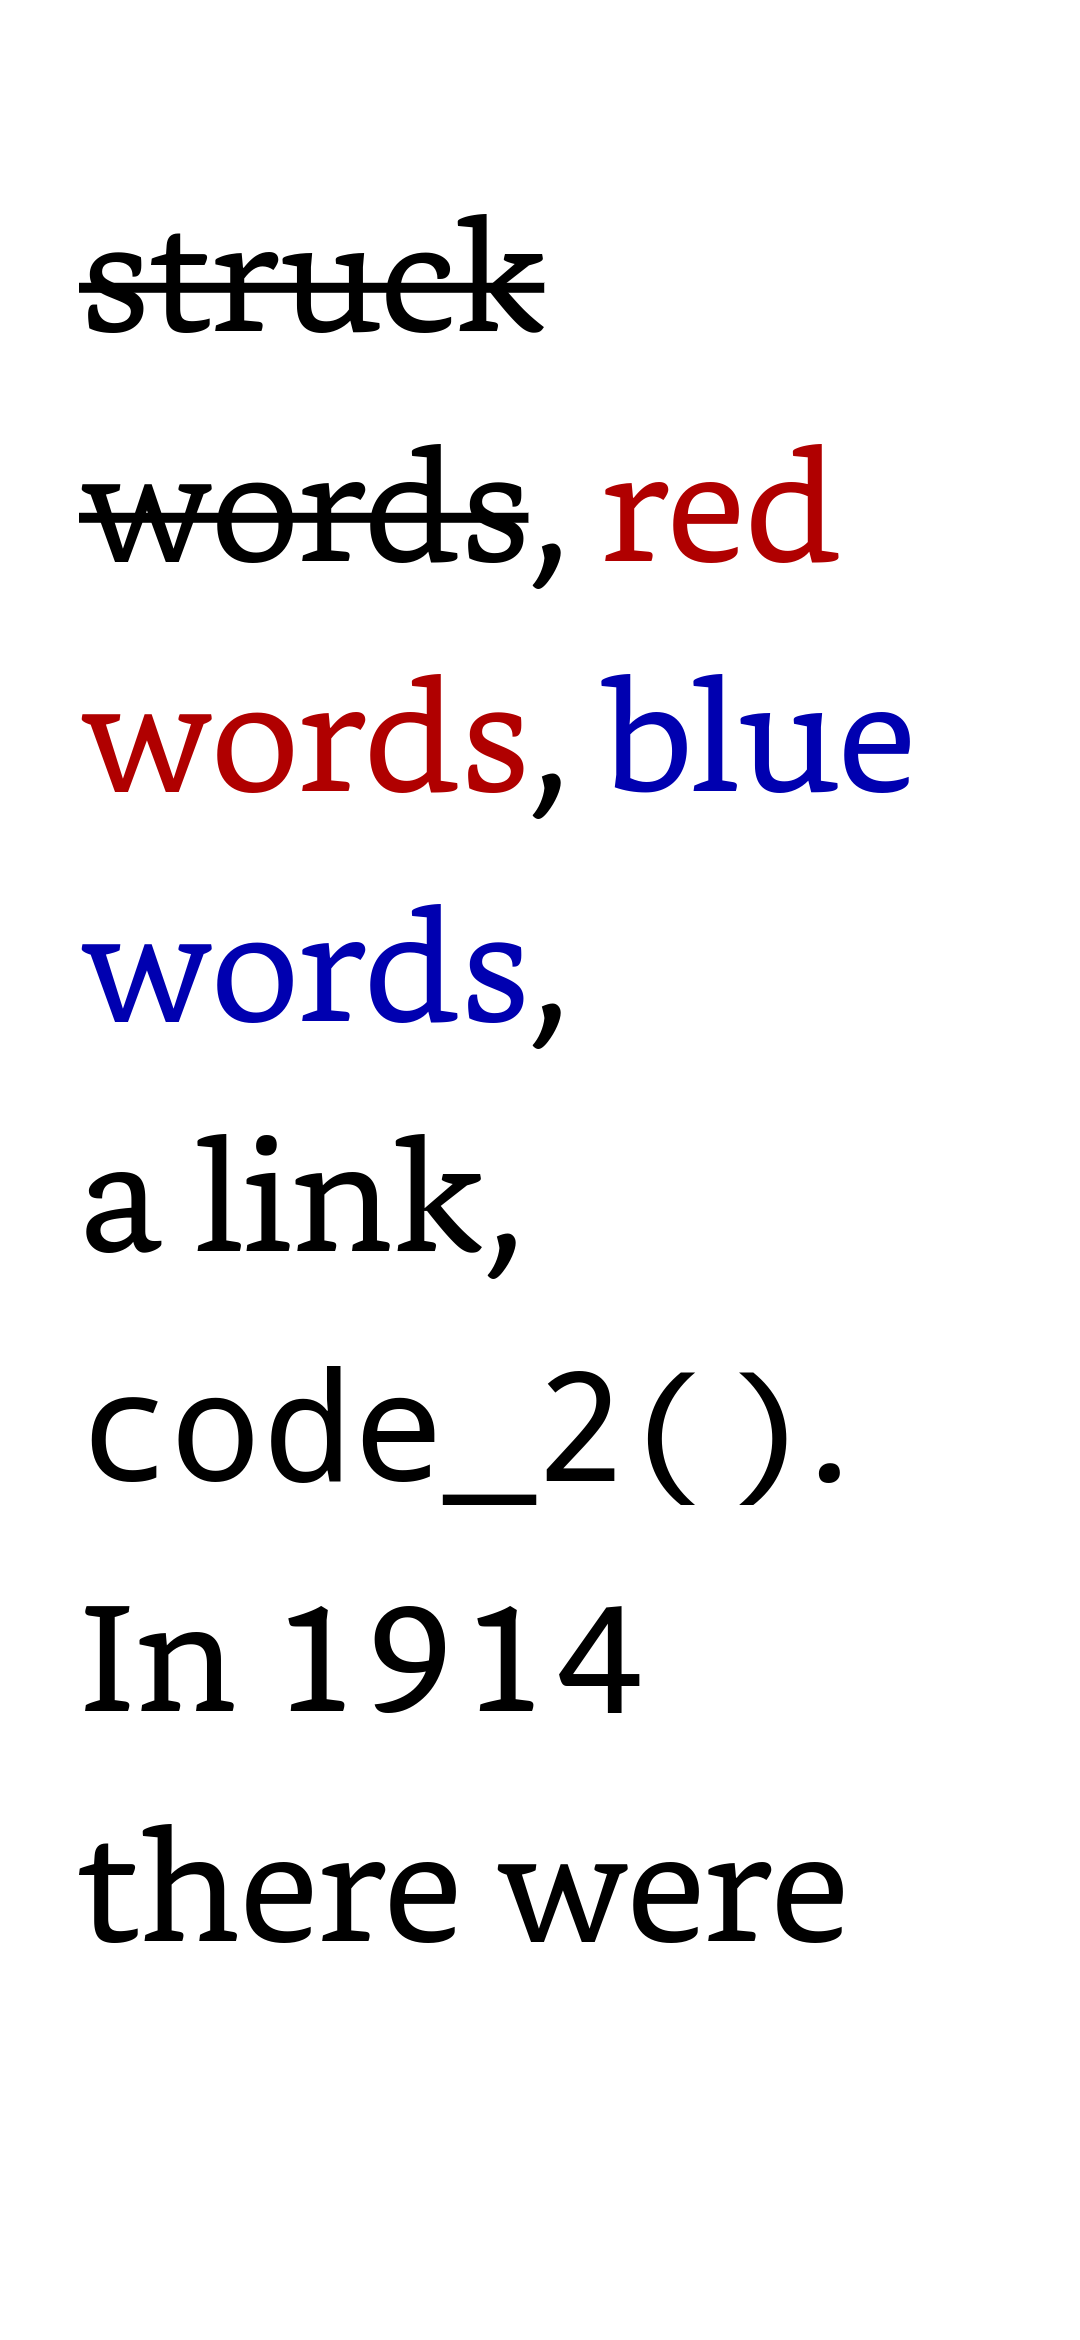 struck
words, red
words, blue
words,
a link,
code_2().
In 1914
there were